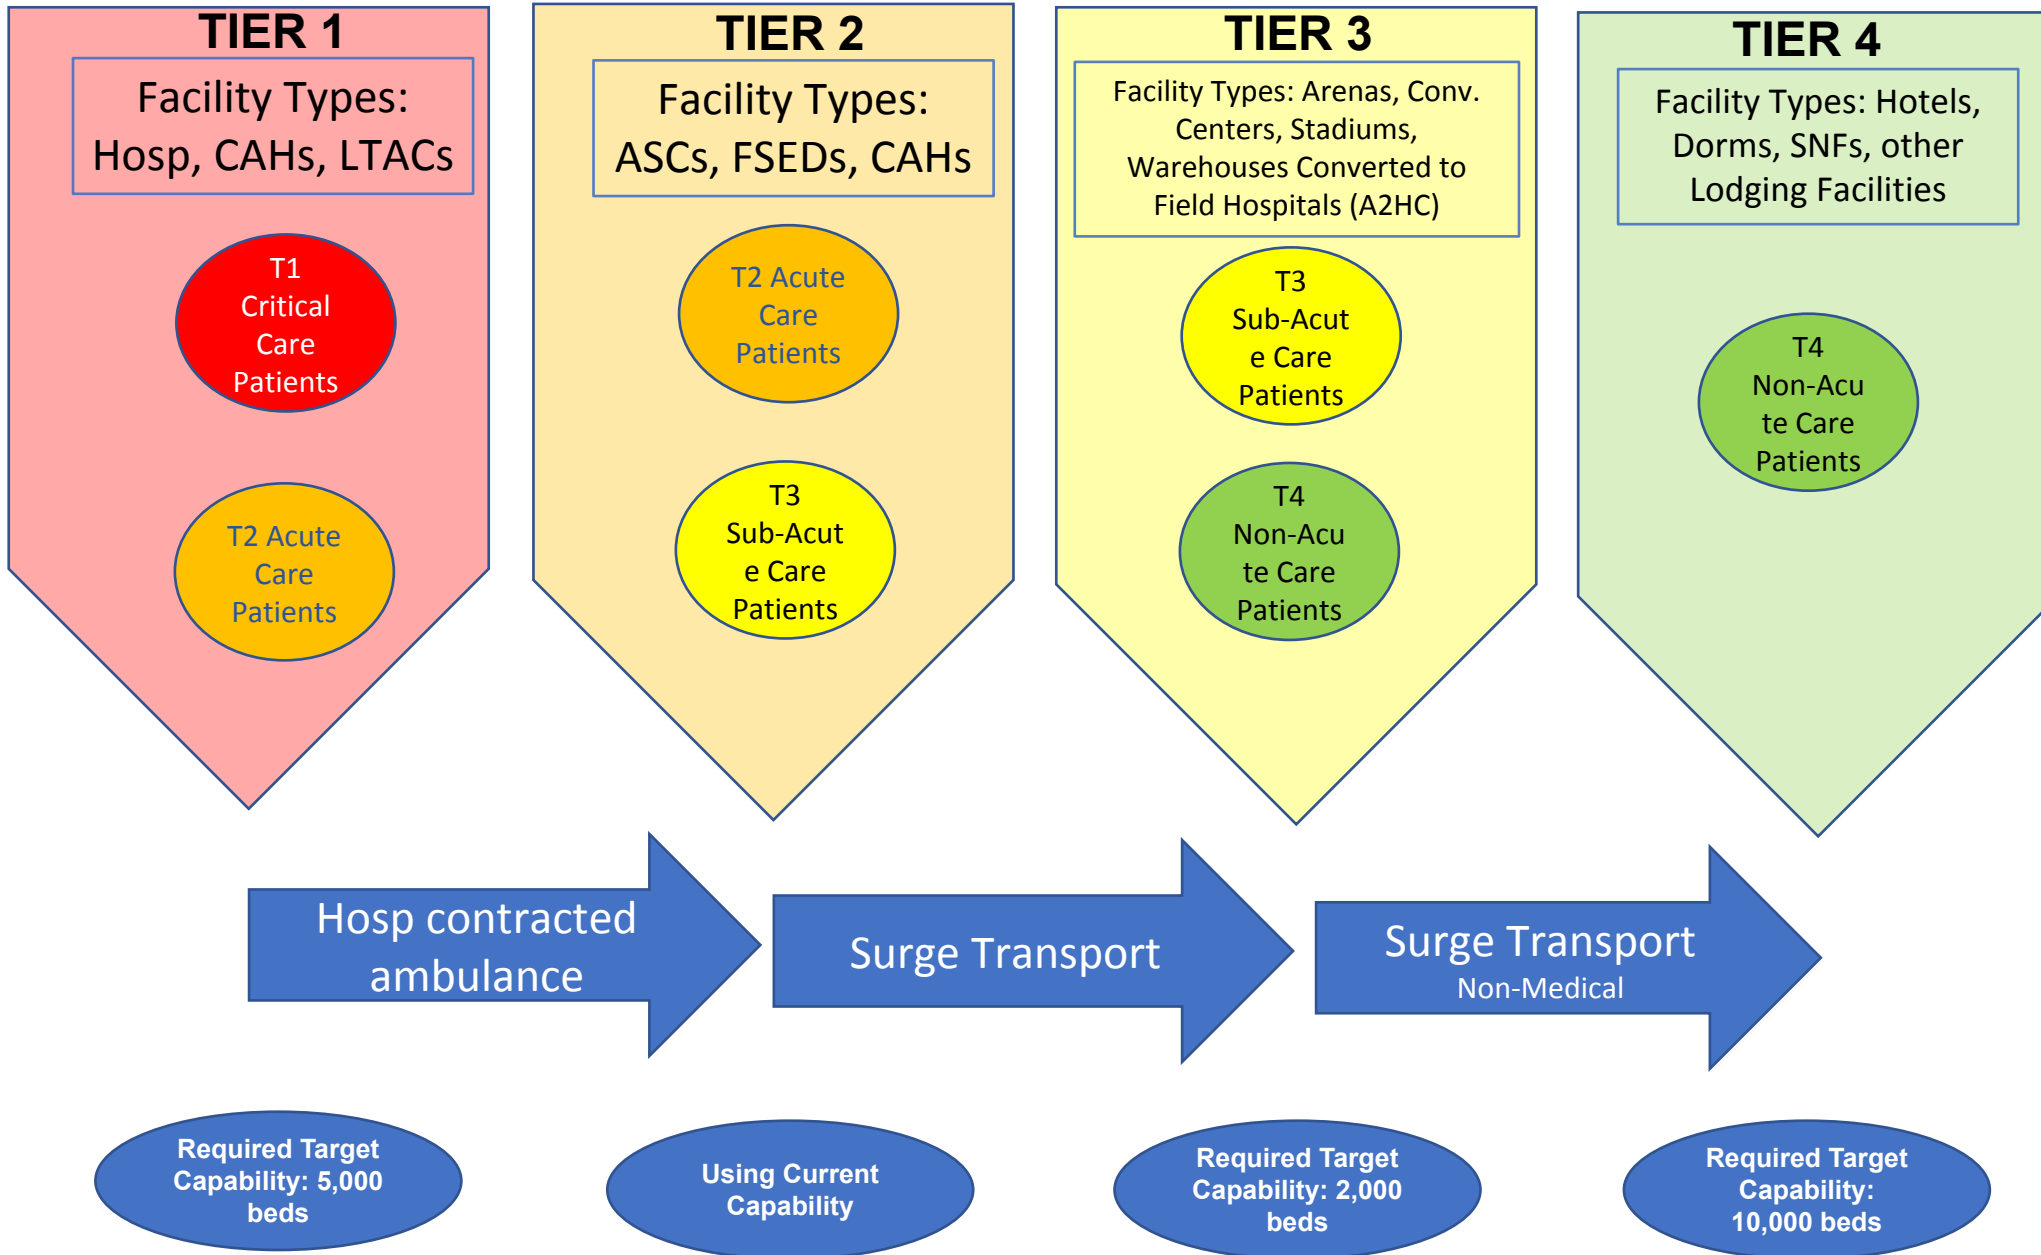 TIER 1
Facility Types:
Hosp, CAHs, LTACs
T1
Critical
Care
Patients
T2 Acute
Care
Patients
TIER 2
Facility Types:
ASCs, FSEDs, CAHs
T2 Acute
Care
Patients
T3
Sub-Acut
e Care
Patients
TIER 3
Facility Types: Arenas, Conv.
Centers, Stadiums,
Warehouses Converted to
Field Hospitals (A2HC)
T3
Sub-Acut
e Care
Patients
T4
Non-Acu
te Care
Patients
TIER 4
Facility Types: Hotels,
Dorms, SNFs, other
Lodging Facilities
T4
Non-Acu
te Care
Patients
Hosp contracted
ambulance
Surge Transport
Surge Transport
Non-Medical
Required Target
Capability: 5,000
beds
Using Current
Capability
Required Target
Capability: 2,000
beds
Required Target
Capability:
10,000 beds